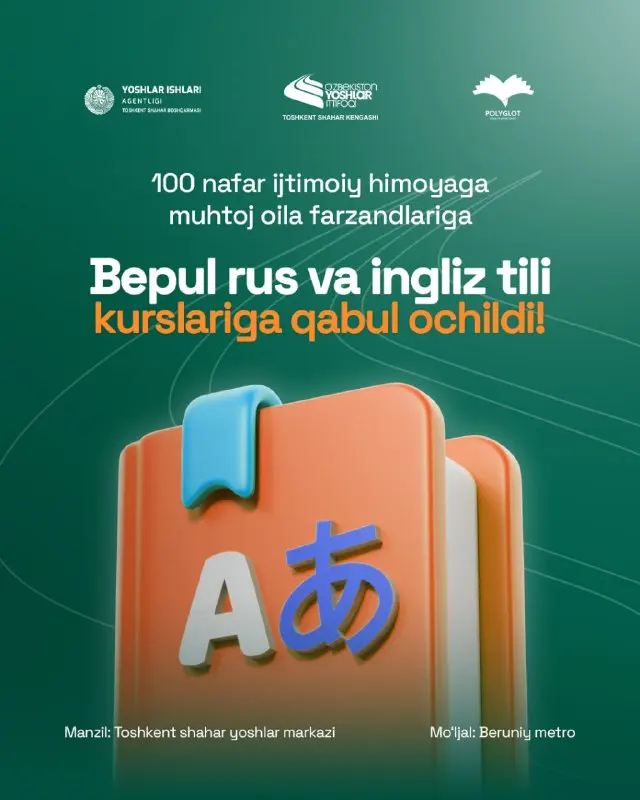 YOSHLAR ISHLARI
AGENTLIGI
TOSHKENT SHAHAR BOSHQARMASI
O'ZBEKISTON
YOSHLAR
ITTIFOQI
TOSHKENT SHAHAR KENGASHI
POLYGLOT
100 nafar ijtimoiy himoyaga
muhtoj oila farzandlariga
Bepul rus va ingliz tili
kurslariga qabul ochildi!
A あ
Manzil: Toshkent shahar yoshlar markazi
Mo'ljal: Beruniy metro